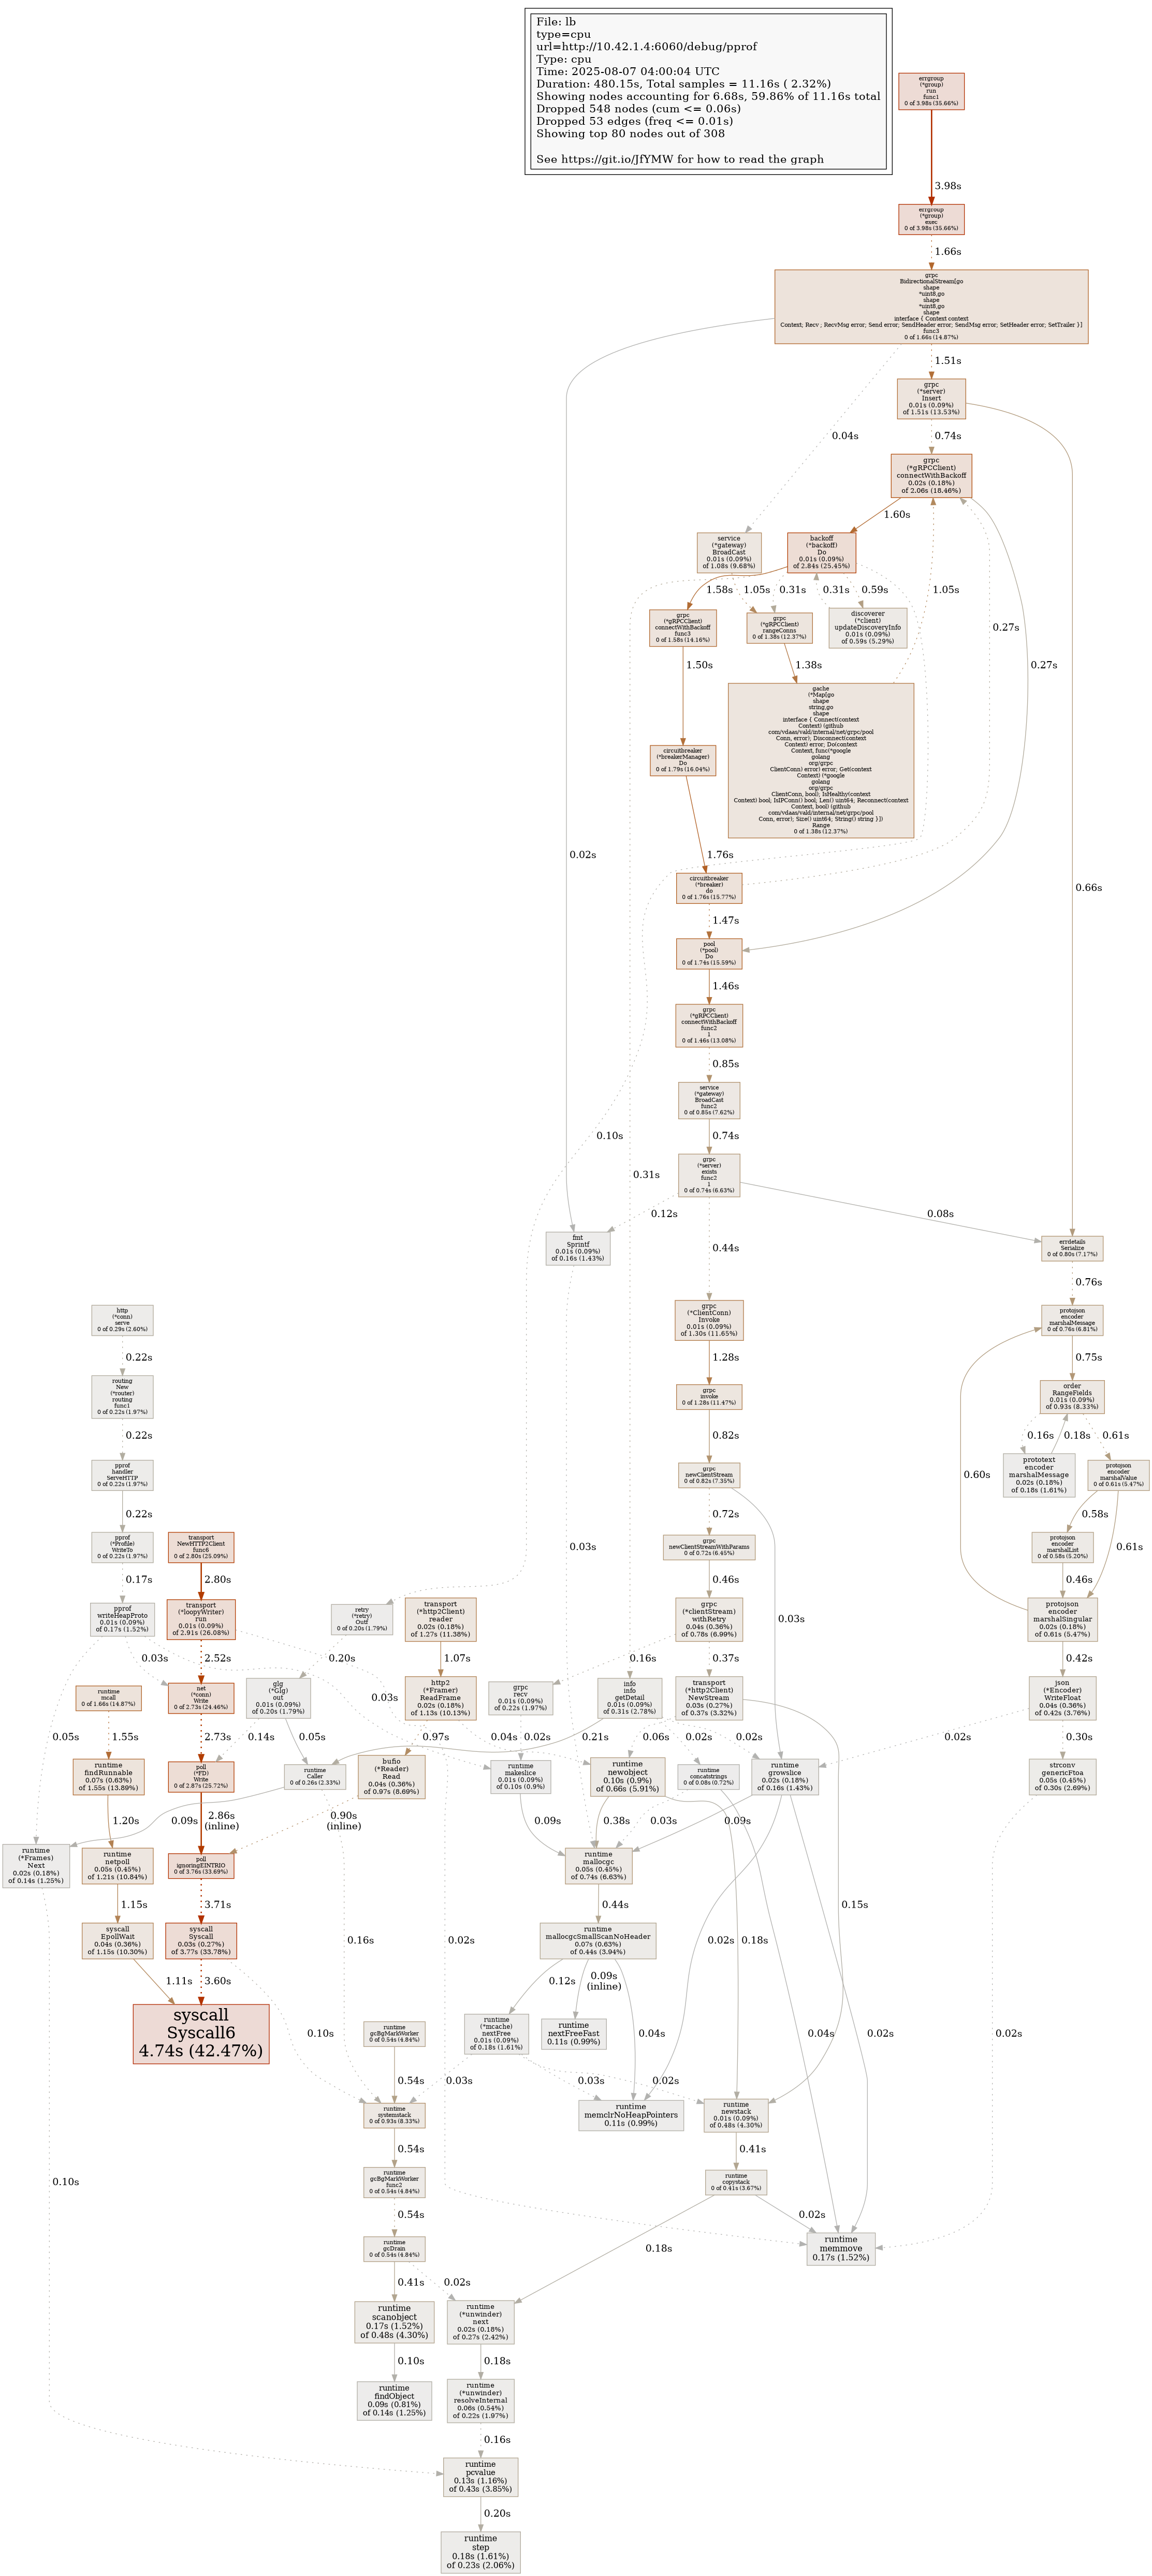 File: lb
type=cpu
url=http://10.42.1.4:6060/debug/pprof
Type: cpu
Time: 2025-08-07 04:00:04 UTC
Duration: 480.15s, Total samples = 11.16s ( 2.32%)
Showing nodes accounting for 6.68s, 59.86% of 11.16s total
Dropped 548 nodes (cum <= 0.06s)
Dropped 53 edges (freq <= 0.01s)
Showing top 80 nodes out of 308
See https://git.io/JfYMW for how to read the graph
errgroup
(*group)
run
func1
0 of 3.98s (35.66%)
3.98s
errgroup
(*group)
exec
0 of 3.98s (35.66%)
1.66s
grpc
BidirectionalStream[go
shape
*uint8,go
shape
*uint8,go
shape
interface { Context context
Context; Recv ; RecvMsg error; Send error; SendHeader error; SendMsg error; SetHeader error; SetTrailer }]
func3
0 of 1.66s (14.87%)
1.51s
0.04s
0.02s
grpc
(*server)
Insert
0.01s (0.09%)
of 1.51s (13.53%)
0.74s
0.66s
grpc
(*gRPCClient)
connectWithBackoff
0.02s (0.18%)
of 2.06s (18.46%)
1.60s
0.27s
service
(*gateway)
BroadCast
0.01s (0.09%)
of 1.08s (9.68%)
1.05s
backoff
(*backoff)
Do
0.01s (0.09%)
of 2.84s (25.45%)
1.58s
0.31s
0.31s
0.59s
0.10s
0.31s
grpc
(*gRPCClient)
connectWithBackoff
func3
0 of 1.58s (14.16%)
1.50s
grpc
(*gRPCClient)
rangeConns
0 of 1.38s (12.37%)
1.38s
discoverer
(*client)
updateDiscoveryInfo
0.01s (0.09%)
of 0.59s (5.29%)
gache
(*Map[go
shape
string,go
shape
interface { Connect(context
Context) (github
com/vdaas/vald/internal/net/grpc/pool
Conn, error); Disconnect(context
Context) error; Do(context
Context, func(*google
golang
org/grpc
ClientConn) error) error; Get(context
Context) (*google
golang
org/grpc
ClientConn, bool); IsHealthy(context
Context) bool; IsIPConn() bool; Len() uint64; Reconnect(context
Context, bool) (github
com/vdaas/vald/internal/net/grpc/pool
Conn, error); Size() uint64; String() string }])
Range
0 of 1.38s (12.37%)
1.05s
circuitbreaker
(*breakerManager)
Do
0 of 1.79s (16.04%)
1.76s
circuitbreaker
(*breaker)
do
0 of 1.76s (15.77%)
1.47s
0.27s
pool
(*pool)
Do
0 of 1.74s (15.59%)
1.46s
grpc
(*gRPCClient)
connectWithBackoff
func2
1
0 of 1.46s (13.08%)
0.85s
service
(*gateway)
BroadCast
func2
0 of 0.85s (7.62%)
0.74s
grpc
(*server)
exists
func2
1
0 of 0.74s (6.63%)
0.12s
0.08s
0.44s
fmt
Sprintf
0.01s (0.09%)
of 0.16s (1.43%)
0.03s
errdetails
Serialize
0 of 0.80s (7.17%)
0.76s
grpc
(*ClientConn)
Invoke
0.01s (0.09%)
of 1.30s (11.65%)
1.28s
protojson
encoder
marshalMessage
0 of 0.76s (6.81%)
0.75s
http
(*conn)
serve
0 of 0.29s (2.60%)
0.22s
routing
New
(*router)
routing
func1
0 of 0.22s (1.97%)
0.22s
pprof
handler
ServeHTTP
0 of 0.22s (1.97%)
0.22s
pprof
(*Profile)
WriteTo
0 of 0.22s (1.97%)
0.17s
grpc
invoke
0 of 1.28s (11.47%)
0.82s
order
RangeFields
0.01s (0.09%)
of 0.93s (8.33%)
0.16s
0.18s
0.61s
prototext
encoder
marshalMessage
0.02s (0.18%)
of 0.18s (1.61%)
protojson
encoder
marshalValue
0 of 0.61s (5.47%)
0.58s
0.61s
grpc
newClientStream
0 of 0.82s (7.35%)
0.72s
0.03s
protojson
encoder
marshalList
0 of 0.58s (5.20%)
0.46s
0.60s
grpc
newClientStreamWithParams
0 of 0.72s (6.45%)
0.46s
transport
NewHTTP2Client
func6
0 of 2.80s (25.09%)
2.80s
pprof
writeHeapProto
0.01s (0.09%)
of 0.17s (1.52%)
0.05s
0.03s
0.03s
transport
(*loopyWriter)
run
0.01s (0.09%)
of 2.91s (26.08%)
2.52s
0.02s
retry
(*retry)
Outf
0 of 0.20s (1.79%)
0.20s
transport
(*http2Client)
reader
0.02s (0.18%)
of 1.27s (11.38%)
1.07s
grpc
(*clientStream)
withRetry
0.04s (0.36%)
of 0.78s (6.99%)
0.16s
0.37s
protojson
encoder
marshalSingular
0.02s (0.18%)
of 0.61s (5.47%)
0.42s
runtime
mcall
0 of 1.66s (14.87%)
1.55s
net
(*conn)
Write
0 of 2.73s (24.46%)
2.73s
glg
(*Glg)
out
0.01s (0.09%)
of 0.20s (1.79%)
0.14s
0.05s
http2
(*Framer)
ReadFrame
0.02s (0.18%)
of 1.13s (10.13%)
0.97s
0.04s
grpc
recv
0.01s (0.09%)
of 0.22s (1.97%)
0.02s
info
info
getDetail
0.01s (0.09%)
of 0.31s (2.78%)
0.21s
0.02s
0.02s
transport
(*http2Client)
NewStream
0.03s (0.27%)
of 0.37s (3.32%)
0.06s
0.15s
json
(*Encoder)
WriteFloat
0.04s (0.36%)
of 0.42s (3.76%)
0.02s
0.30s
runtime
findRunnable
0.07s (0.63%)
of 1.55s (13.89%)
1.20s
poll
(*FD)
Write
0 of 2.87s (25.72%)
2.86s
(inline)
runtime
Caller
0 of 0.26s (2.33%)
0.09s
0.16s
bufio
(*Reader)
Read
0.04s (0.36%)
of 0.97s (8.69%)
0.90s
(inline)
runtime
makeslice
0.01s (0.09%)
of 0.10s (0.9%)
0.09s
runtime
newobject
0.10s (0.9%)
of 0.66s (5.91%)
0.38s
0.18s
runtime
concatstrings
0 of 0.08s (0.72%)
0.03s
0.04s
runtime
growslice
0.02s (0.18%)
of 0.16s (1.43%)
0.09s
0.02s
0.02s
strconv
genericFtoa
0.05s (0.45%)
of 0.30s (2.69%)
0.02s
runtime
(*Frames)
Next
0.02s (0.18%)
of 0.14s (1.25%)
0.10s
runtime
netpoll
0.05s (0.45%)
of 1.21s (10.84%)
1.15s
poll
ignoringEINTRIO
0 of 3.76s (33.69%)
3.71s
runtime
mallocgc
0.05s (0.45%)
of 0.74s (6.63%)
0.44s
syscall
EpollWait
0.04s (0.36%)
of 1.15s (10.30%)
1.11s
syscall
Syscall
0.03s (0.27%)
of 3.77s (33.78%)
3.60s
0.10s
runtime
mallocgcSmallScanNoHeader
0.07s (0.63%)
of 0.44s (3.94%)
0.12s
0.09s
(inline)
0.04s
syscall
Syscall6
4.74s (42.47%)
runtime
gcBgMarkWorker
0 of 0.54s (4.84%)
0.54s
runtime
(*mcache)
nextFree
0.01s (0.09%)
of 0.18s (1.61%)
0.03s
0.03s
0.02s
runtime
nextFreeFast
0.11s (0.99%)
runtime
systemstack
0 of 0.93s (8.33%)
0.54s
runtime
memclrNoHeapPointers
0.11s (0.99%)
runtime
newstack
0.01s (0.09%)
of 0.48s (4.30%)
0.41s
runtime
gcBgMarkWorker
func2
0 of 0.54s (4.84%)
0.54s
runtime
copystack
0 of 0.41s (3.67%)
0.18s
0.02s
runtime
gcDrain
0 of 0.54s (4.84%)
0.41s
0.02s
runtime
memmove
0.17s (1.52%)
runtime
scanobject
0.17s (1.52%)
of 0.48s (4.30%)
0.10s
runtime
(*unwinder)
next
0.02s (0.18%)
of 0.27s (2.42%)
0.18s
runtime
findObject
0.09s (0.81%)
of 0.14s (1.25%)
runtime
(*unwinder)
resolveInternal
0.06s (0.54%)
of 0.22s (1.97%)
0.16s
runtime
pcvalue
0.13s (1.16%)
of 0.43s (3.85%)
0.20s
runtime
step
0.18s (1.61%)
of 0.23s (2.06%)